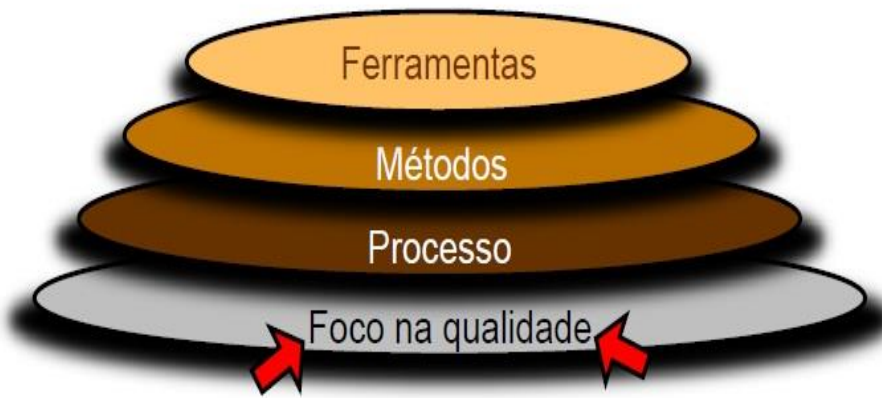 Ferramentas
Métodos
Processo
Foco na qualidade